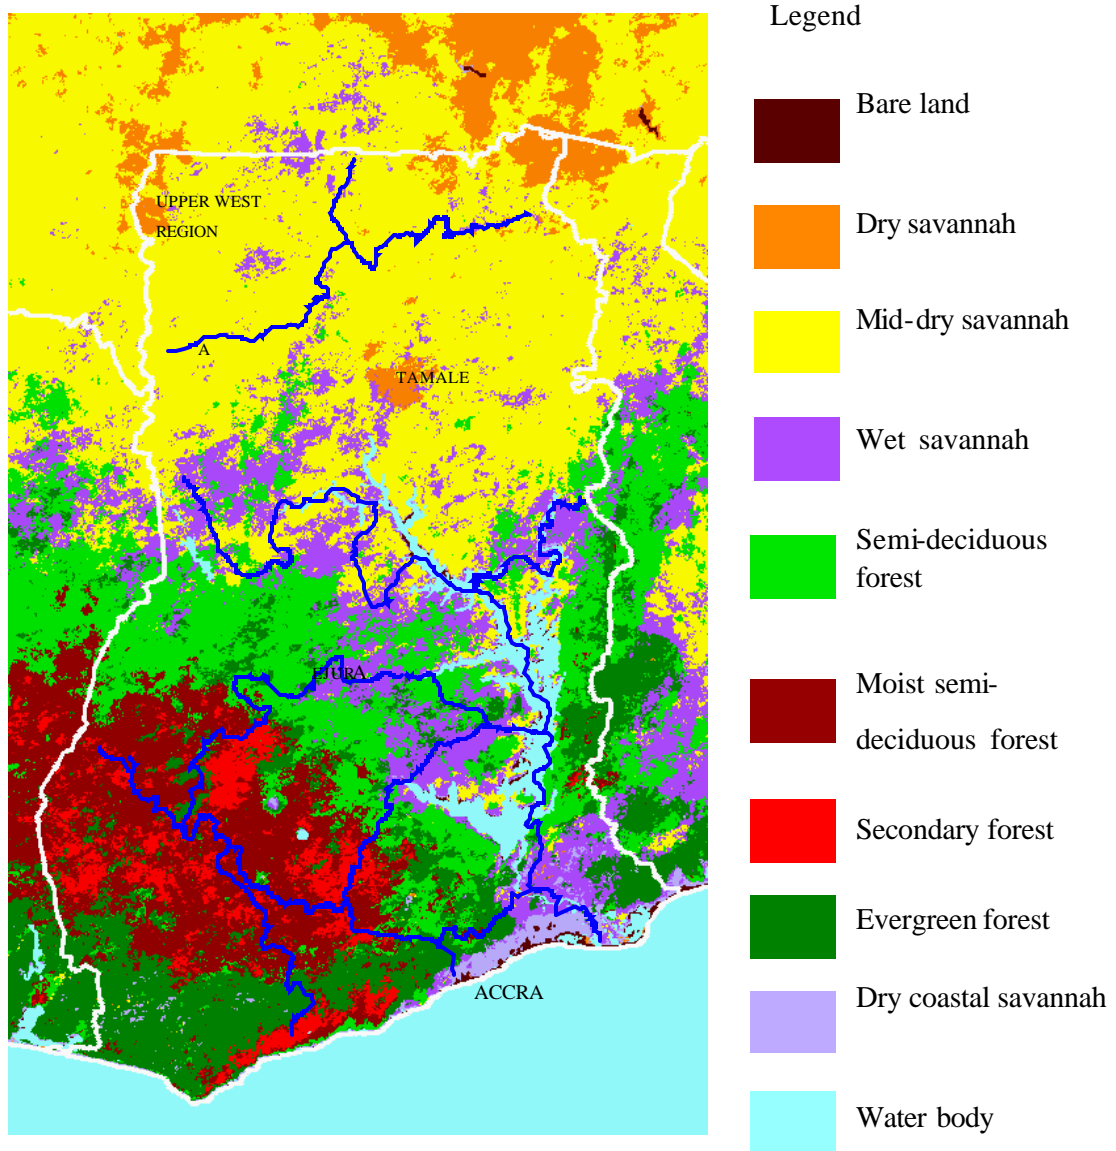 Legend
Bare land
Dry savannah
Mid-dry savannah
Wet savannah
Semi-deciduous
forest
Moist semi-
deciduous forest
Secondary forest
Evergreen forest
Dry coastal savannah
Water body
UPPER WEST
REGION
A
TAMALE
EJURA
ACCRA